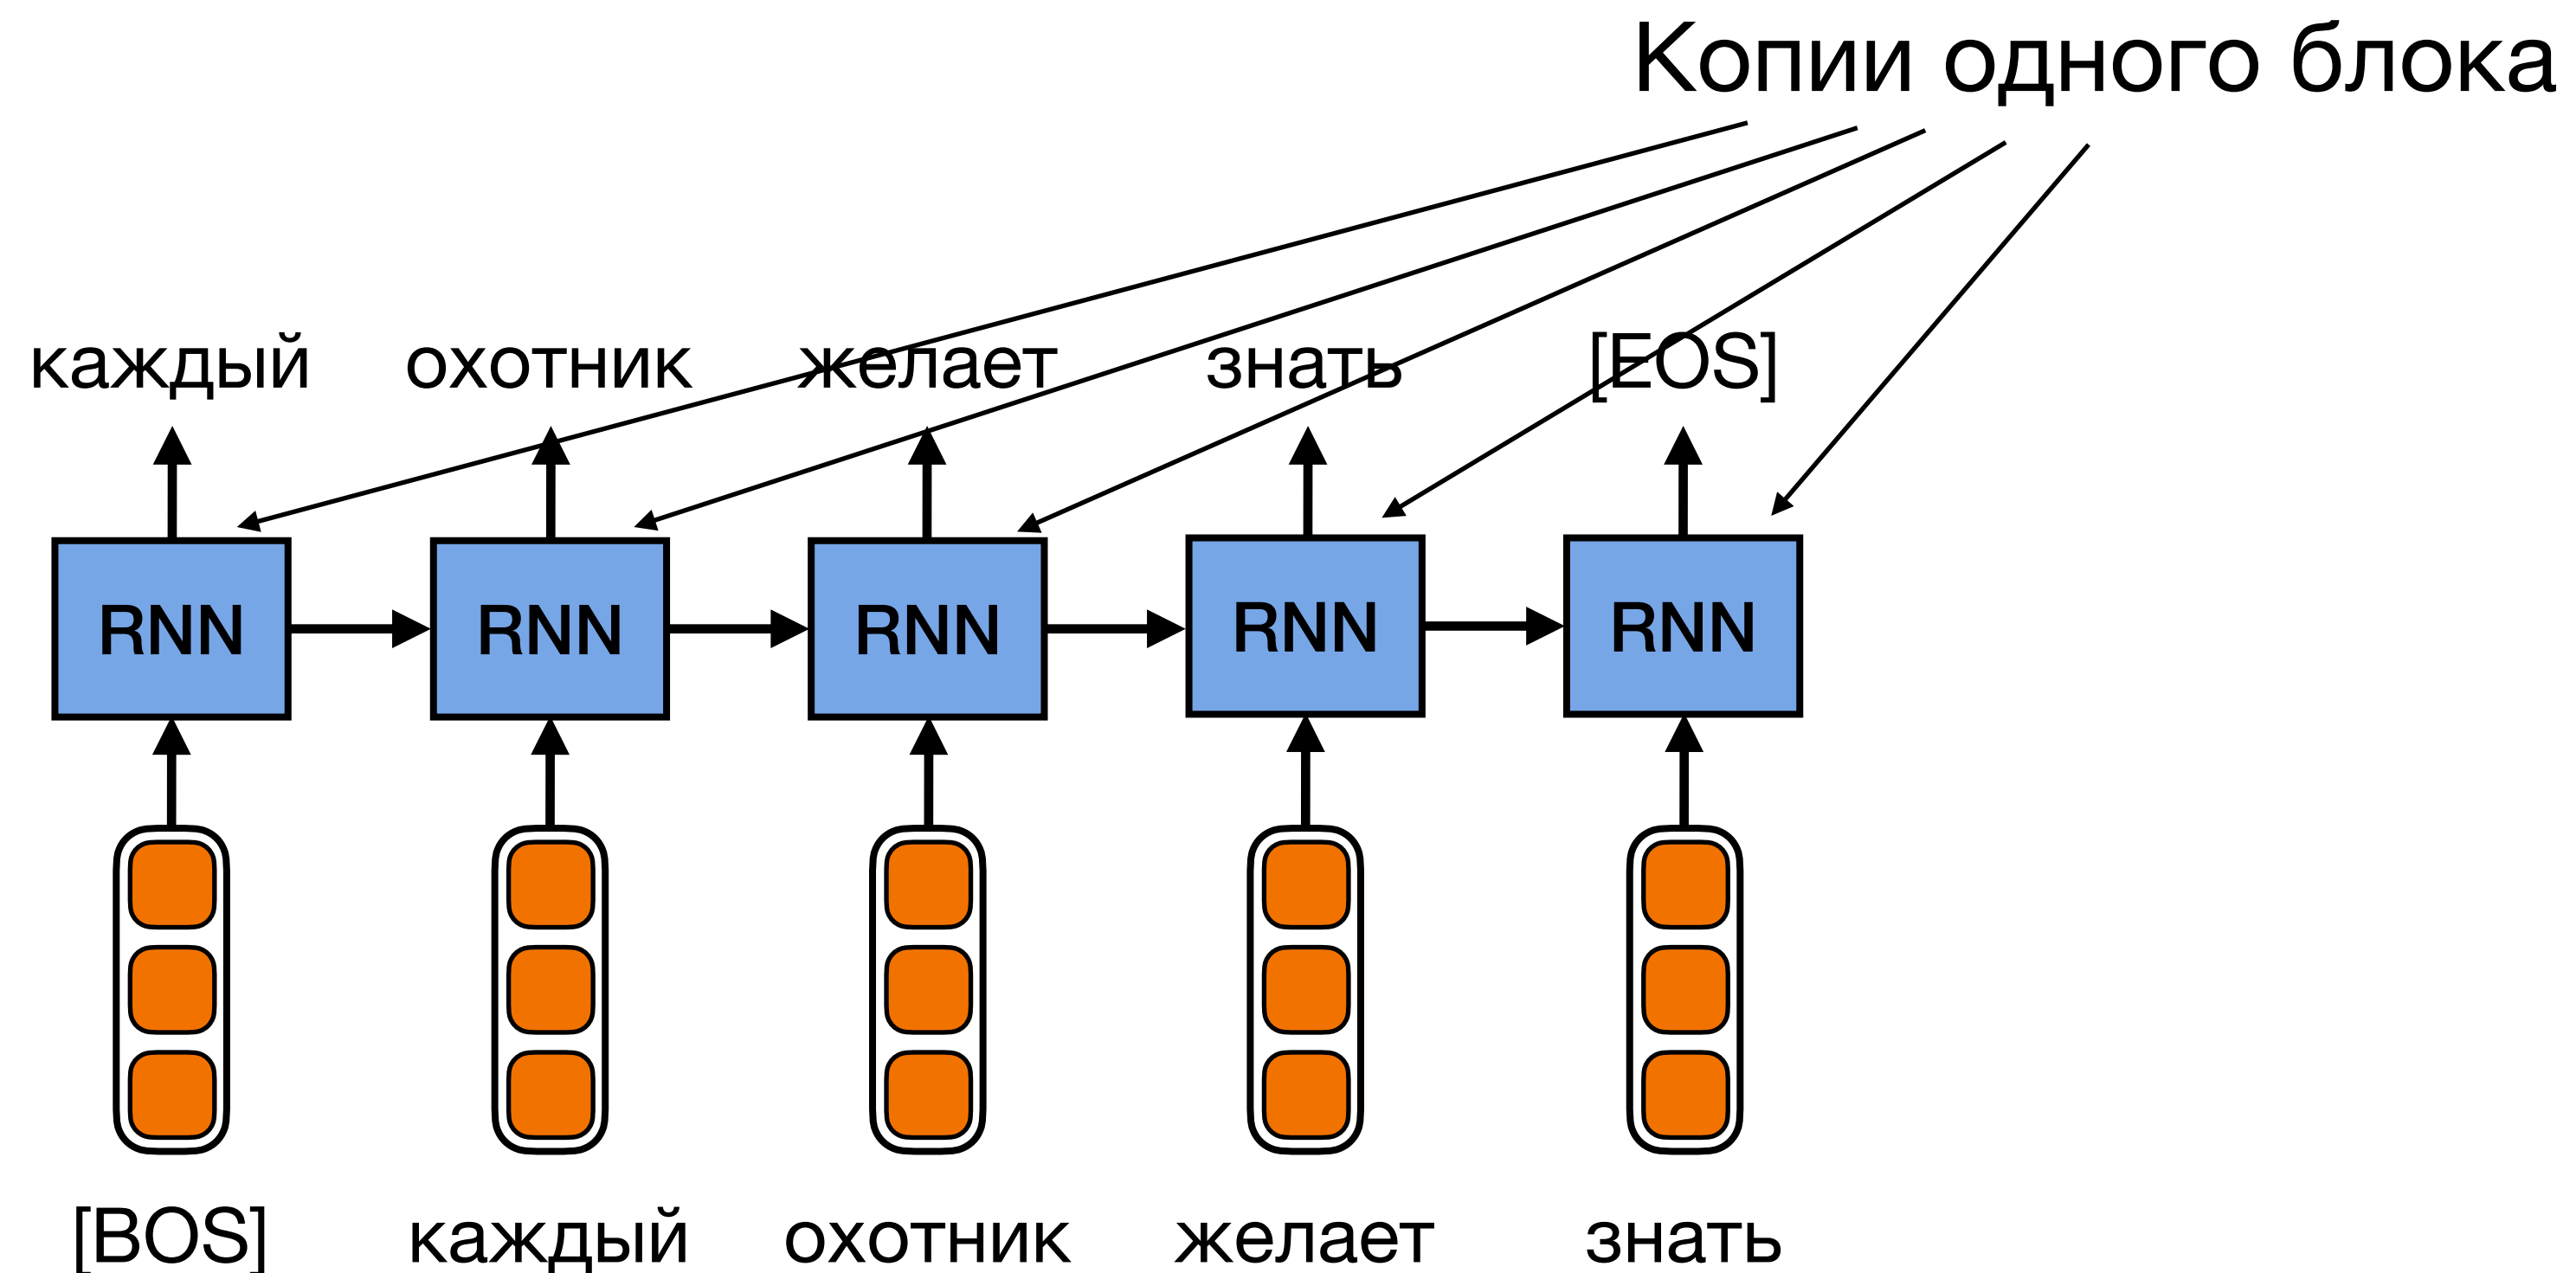 Копии одного блока
каждый охотник желает знать [EOS]
RNN RNN RNN RNN RNN
[BOS] каждый охотник желает знать